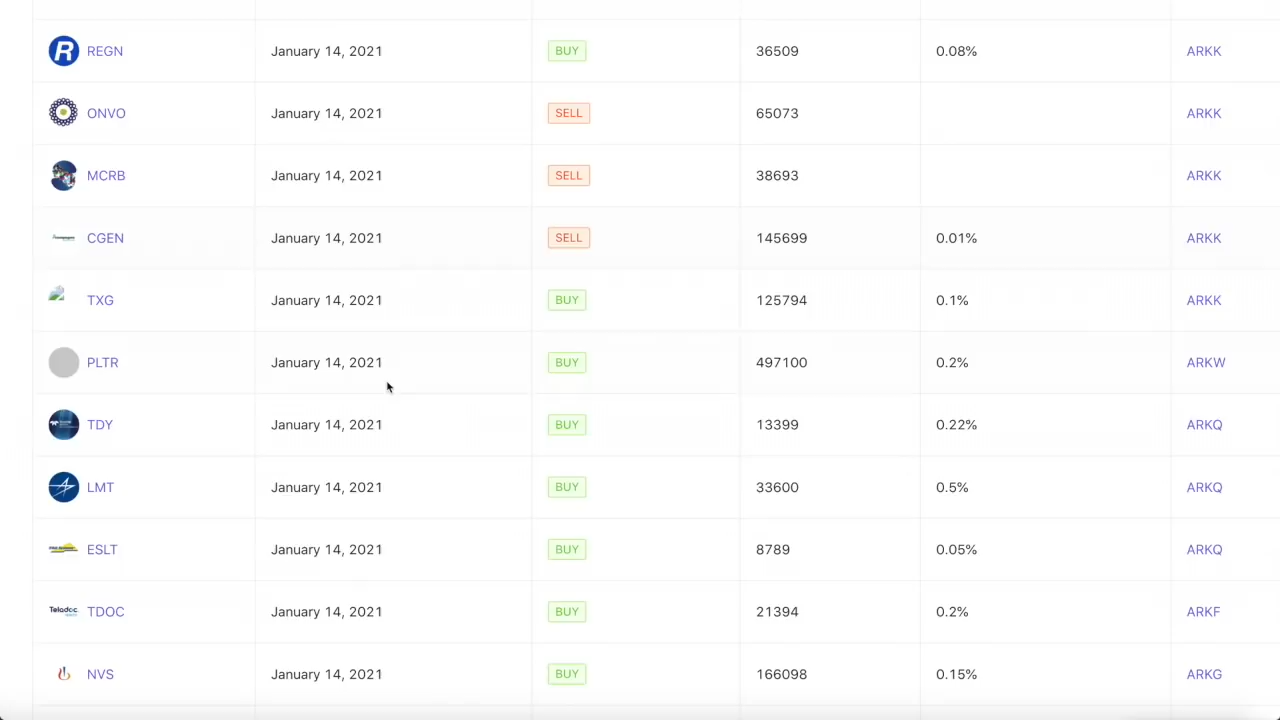 REGN January 14, 2021 BUY 36509 0.08% ARKK
ONVO January 14, 2021 SELL 65073 ARKK
MCRB January 14, 2021 SELL 38693 ARKK
CGEN January 14, 2021 SELL 145699 0.01% ARKK
TXG January 14, 2021 BUY 125794 0.1% ARKK
PLTR January 14, 2021 BUY 497100 0.2% ARKW
TDY January 14, 2021 BUY 13399 0.22% ARKQ
LMT January 14, 2021 BUY 33600 0.5% ARKQ
ESLT January 14, 2021 BUY 8789 0.05% ARKQ
Teladoc TDOC January 14, 2021 BUY 21394 0.2% ARKF
NVS January 14, 2021 BUY 166098 0.15% ARKG